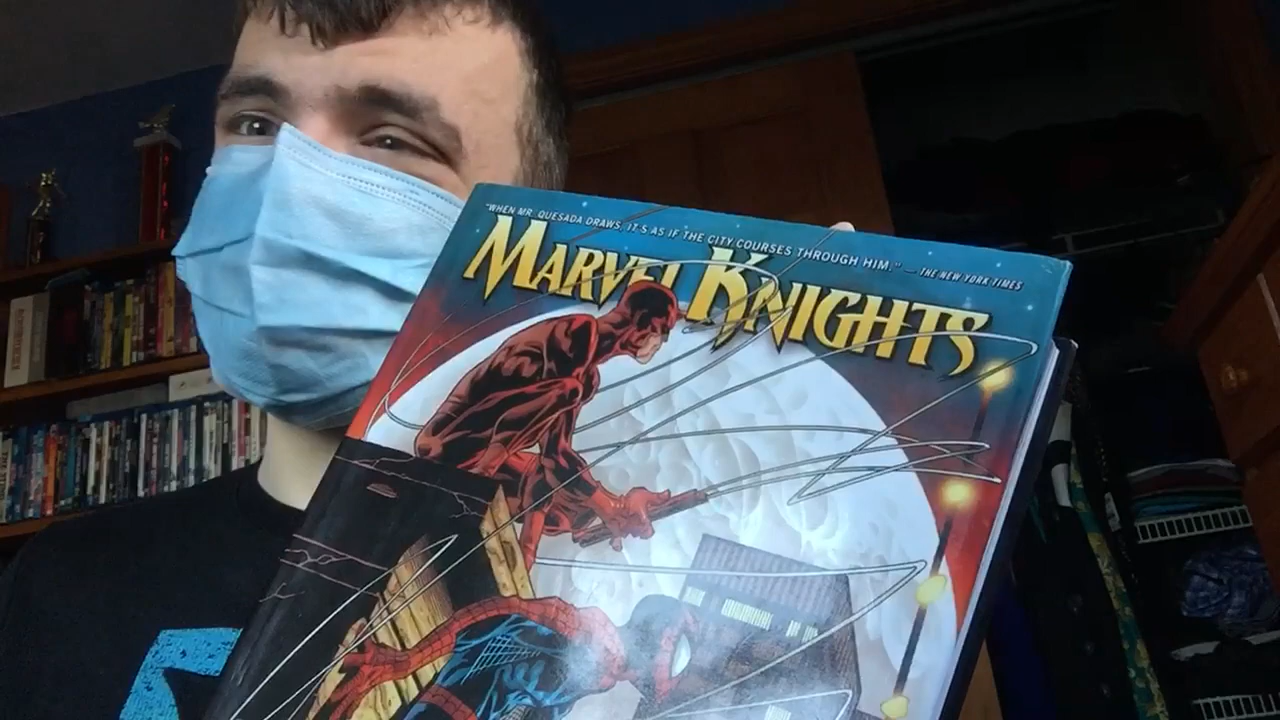 "WHEN MR. QUESADA DRAWS, IT'S AS IF THE CITY COURSES THROUGH HIM." — THE NEW YORK TIMES
MARVEL KNIGHTS